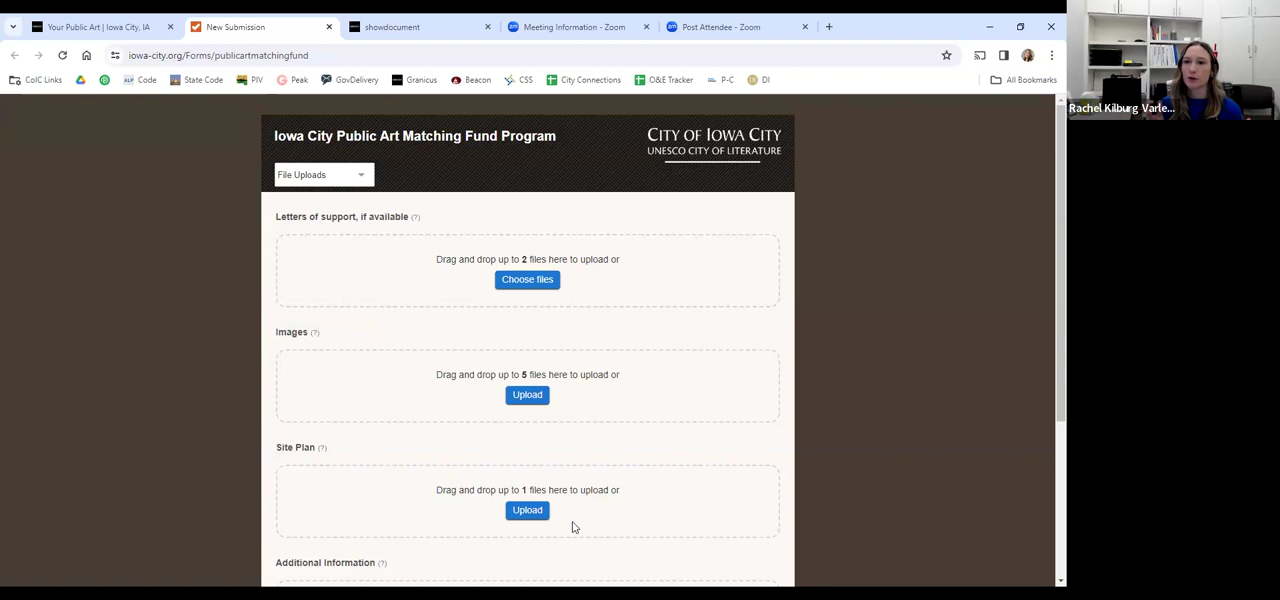 Your Public Art | Iowa City, IA
New Submission
showdocument
Meeting Information - Zoom
Post Attendee - Zoom
iowa-city.org/Forms/publicartmatchingfund
CoIC Links
Code
State Code
PIV
Peak
GovDelivery
Granicus
Beacon
CSS
City Connections
O&E Tracker
P-C
DI
All Bookmarks
Rachel Kilburg Varle...
Iowa City Public Art Matching Fund Program
CITY OF IOWA CITY
UNESCO CITY OF LITERATURE
File Uploads
Letters of support, if available (?)
Drag and drop up to 2 files here to upload or
Choose files
Images (?)
Drag and drop up to 5 files here to upload or
Upload
Site Plan (?)
Drag and drop up to 1 files here to upload or
Upload
Additional Information (?)